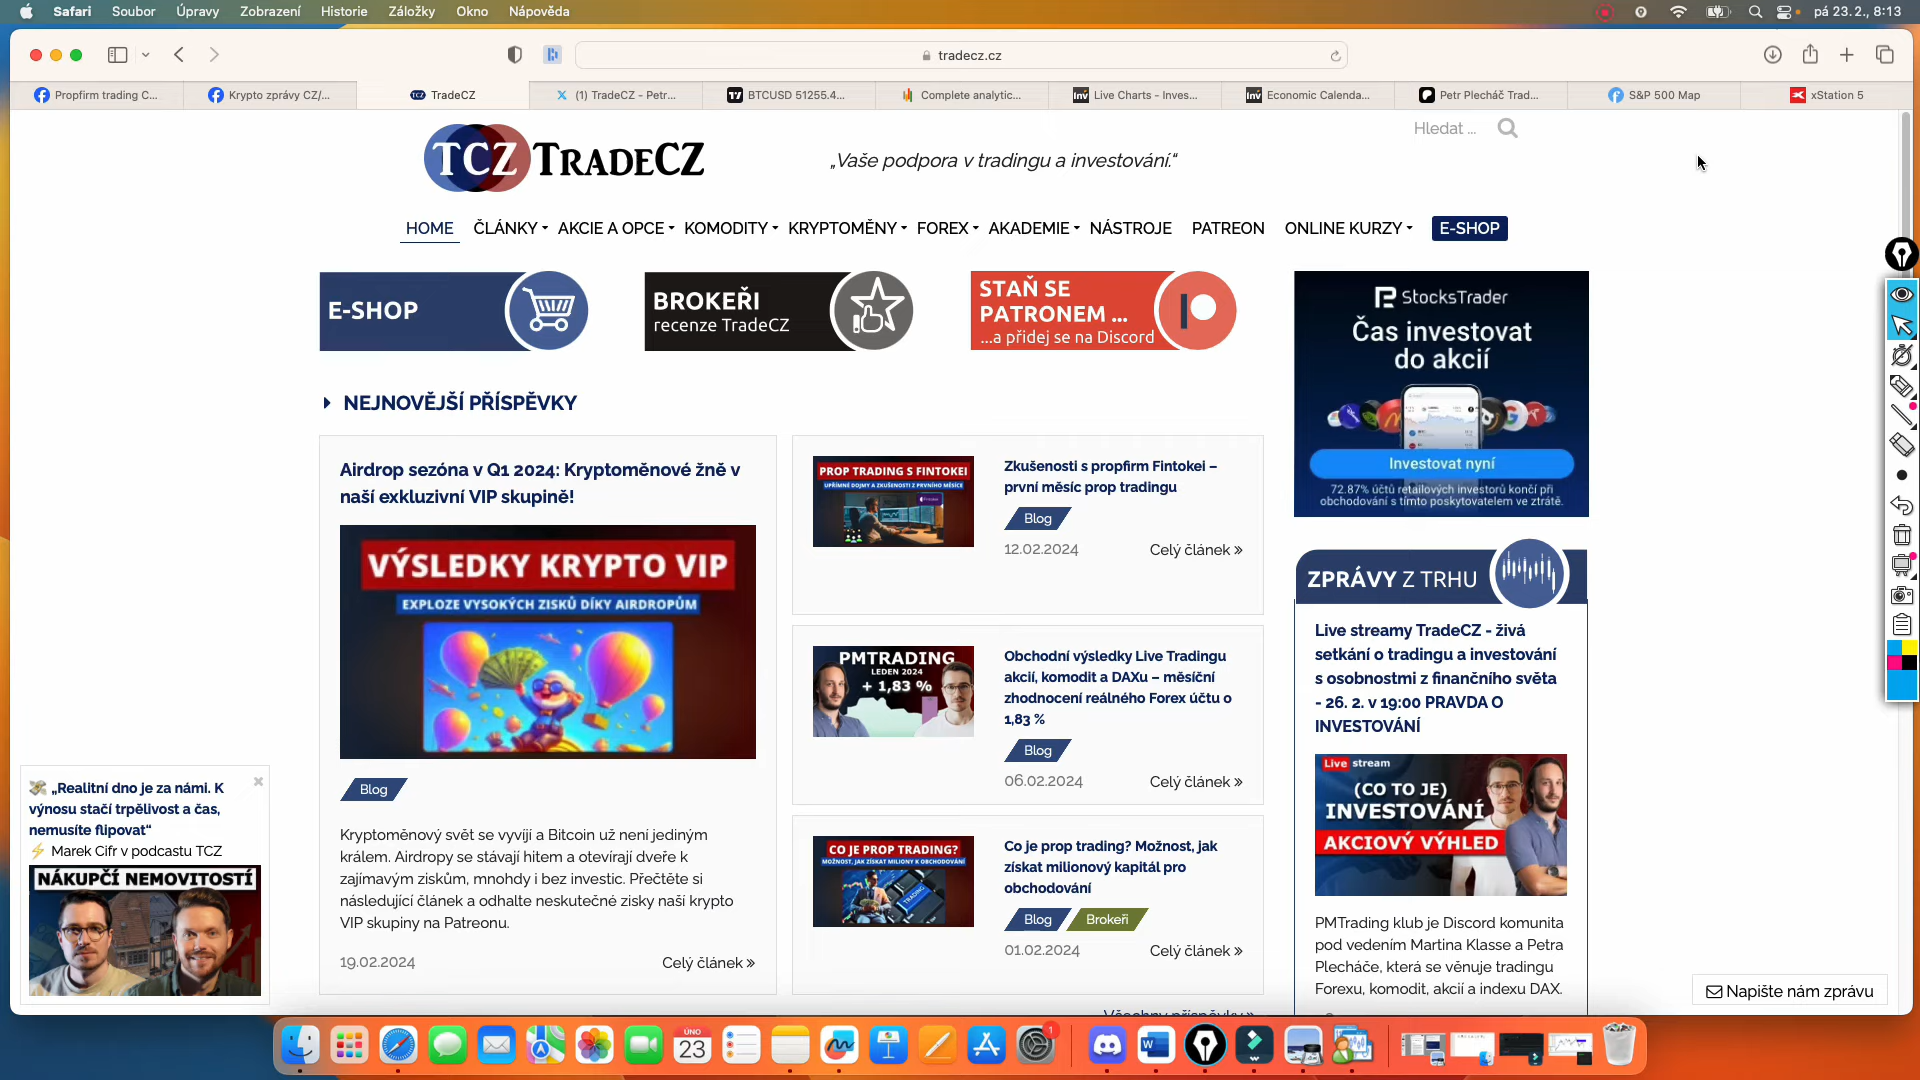 Safari Soubor Úpravy Zobrazení Historie Záložky Okno Nápověda
pá 23.2., 8:13
tradecz.cz
Propfirm trading C...
Krypto zprávy CZ/...
TradeCZ
(1) TradeCZ - Petr...
BTCUSD 51255.4...
Complete analytic...
Live Charts - Inves...
Economic Calenda...
Petr Plecháč Trad...
S&P 500 Map
xStation 5
TCZ TRADECZ
„Vaše podpora v tradingu a investování.“
Hledat ...
HOME ČLÁNKY AKCIE A OPCE KOMODITY KRYPTOMĚNY FOREX AKADEMIE NÁSTROJE PATREON ONLINE KURZY E-SHOP
E-SHOP
BROKEŘI
recenze TradeCZ
STAŇ SE
PATRONEM ...
...a přidej se na Discord
StocksTrader
Čas investovat
do akcií
Investovat nyní
72.87% účtů retailových investorů končí při
obchodování s tímto poskytovatelem ve ztrátě.
NEJNOVĚJŠÍ PŘÍSPĚVKY
Airdrop sezóna v Q1 2024: Kryptoměnové žně v
naší exkluzivní VIP skupině!
VÝSLEDKY KRYPTO VIP
EXPLOZE VYSOKÝCH ZISKŮ DÍKY AIRDROPŮM
Blog
Kryptoměnový svět se vyvíjí a Bitcoin už není jediným
králem. Airdropy se stávají hitem a otevírají dveře k
zajímavým ziskům, mnohdy i bez investic. Přečtěte si
následující článek a odhalte neskutečné zisky naší krypto
VIP skupiny na Patreonu.
19.02.2024
Celý článek »
PROP TRADING S FINTOKEI
UPŘÍMNÉ DOJMY A ZKUŠENOSTI Z PRVNÍHO MĚSÍCE
Zkušenosti s propfirm Fintokei –
první měsíc prop tradingu
Blog
12.02.2024
Celý článek »
PMTRADING
LEDEN 2024
+ 1,83 %
Obchodní výsledky Live Tradingu
akcií, komodit a DAXu – měsíční
zhodnocení reálného Forex účtu o
1,83 %
Blog
06.02.2024
Celý článek »
CO JE PROP TRADING?
MOŽNOST, JAK ZÍSKAT MILIONY K OBCHODOVÁNÍ
Co je prop trading? Možnost, jak
získat milionový kapitál pro
obchodování
Blog
Brokeři
01.02.2024
Celý článek »
ZPRÁVY Z TRHU
Live streamy TradeCZ - živá
setkání o tradingu a investování
s osobnostmi z finančního světa
- 26. 2. v 19:00 PRAVDA O
INVESTOVÁNÍ
Live stream
(CO TO JE)
INVESTOVÁNÍ
AKCIOVÝ VÝHLED
PMTrading klub je Discord komunita
pod vedením Martina Klasse a Petra
Plecháče, která se věnuje tradingu
Forexu, komodit, akcií a indexu DAX.
„Realitní dno je za námi. K
výnosu stačí trpělivost a čas,
nemusíte flipovat“
Marek Cifr v podcastu TCZ
NÁKUPČÍ NEMOVITOSTÍ
Napište nám zprávu
Všechny příspěvky »
ÚNO
23
1